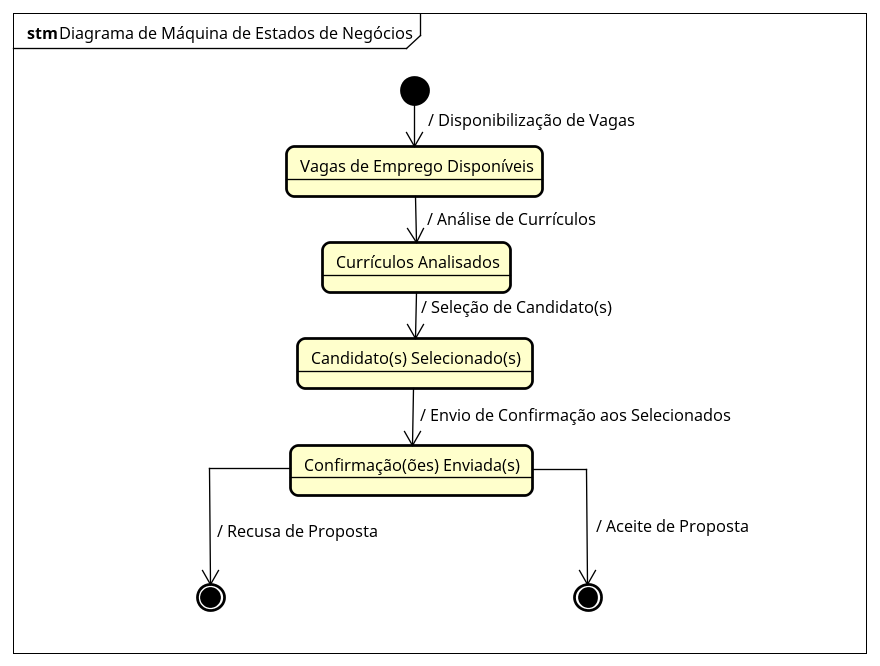 stm Diagrama de Máquina de Estados de Negócios
/ Disponibilização de Vagas
Vagas de Emprego Disponíveis
/ Análise de Currículos
Currículos Analisados
/ Seleção de Candidato(s)
Candidato(s) Selecionado(s)
/ Envio de Confirmação aos Selecionados
Confirmação(ões) Enviada(s)
/ Recusa de Proposta
/ Aceite de Proposta